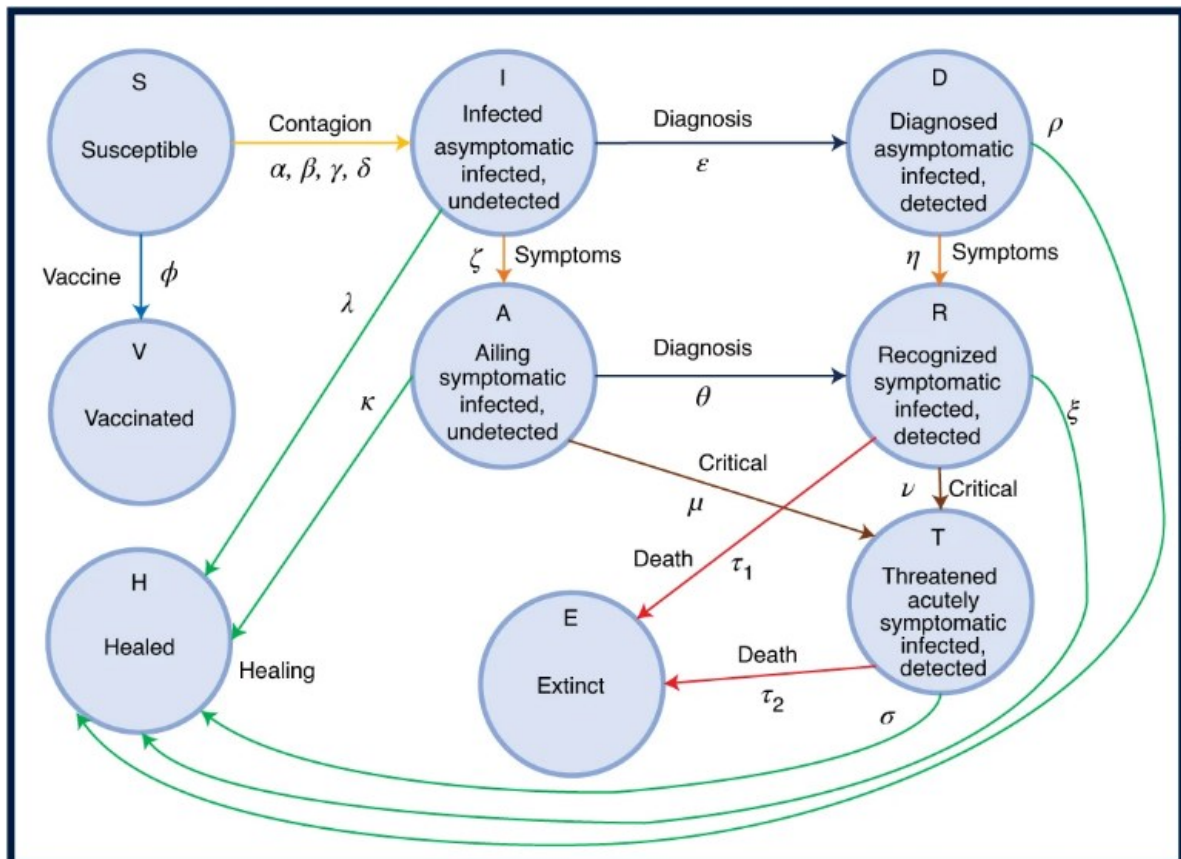 S
Susceptible
Contagion
α, β, γ, δ
I
Infected
asymptomatic
infected,
undetected
Diagnosis
ε
D
Diagnosed
asymptomatic
infected,
detected
ρ
Vaccine
ϕ
λ
ζ
Symptoms
η
Symptoms
V
Vaccinated
κ
A
Ailing
symptomatic
infected,
undetected
Diagnosis
θ
R
Recognized
symptomatic
infected,
detected
ξ
Critical
μ
ν
Critical
H
Healed
Healing
Death
τ1
E
Extinct
Death
τ2
T
Threatened
acutely
symptomatic
infected,
detected
σ